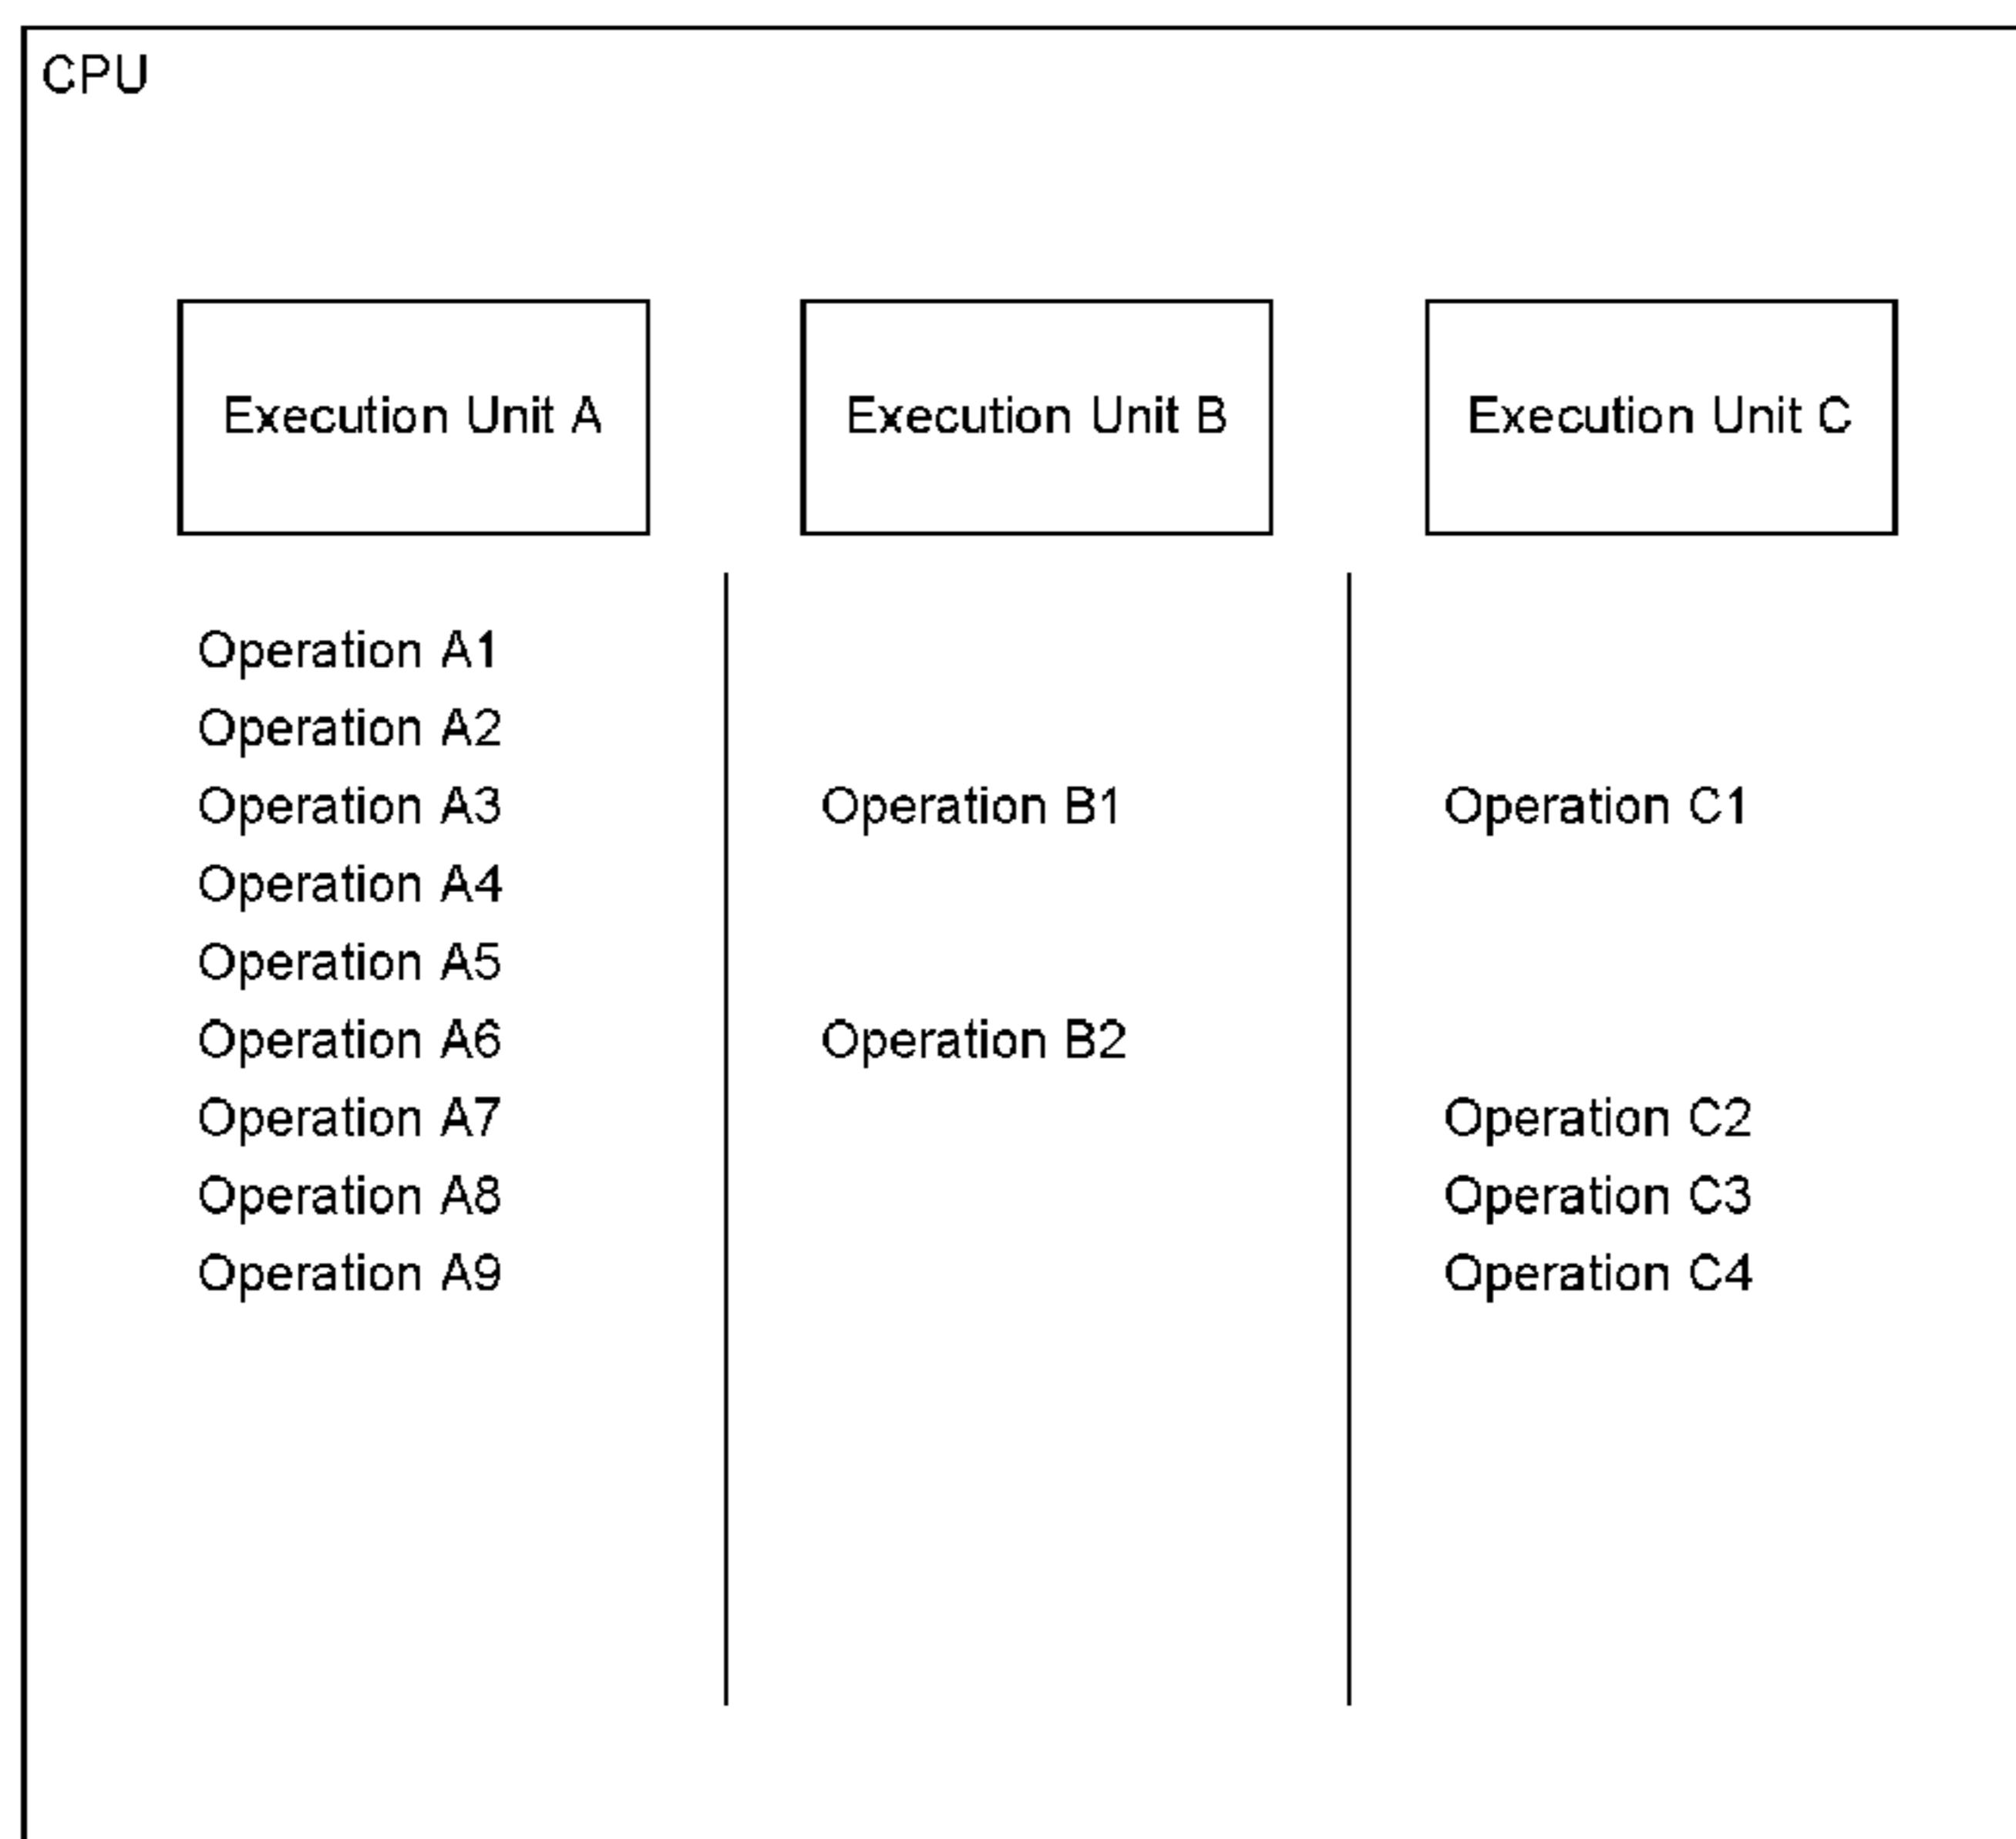 CPU
Execution Unit A Execution Unit B Execution Unit C
Operation A1
Operation A2
Operation A3 Operation B1 Operation C1
Operation A4
Operation A5
Operation A6 Operation B2
Operation A7 Operation C2
Operation A8 Operation C3
Operation A9 Operation C4